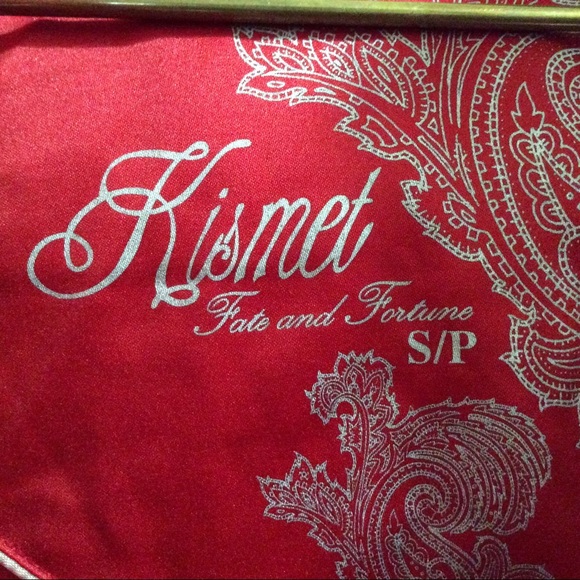 Kismet
Fate and Fortune
S/P